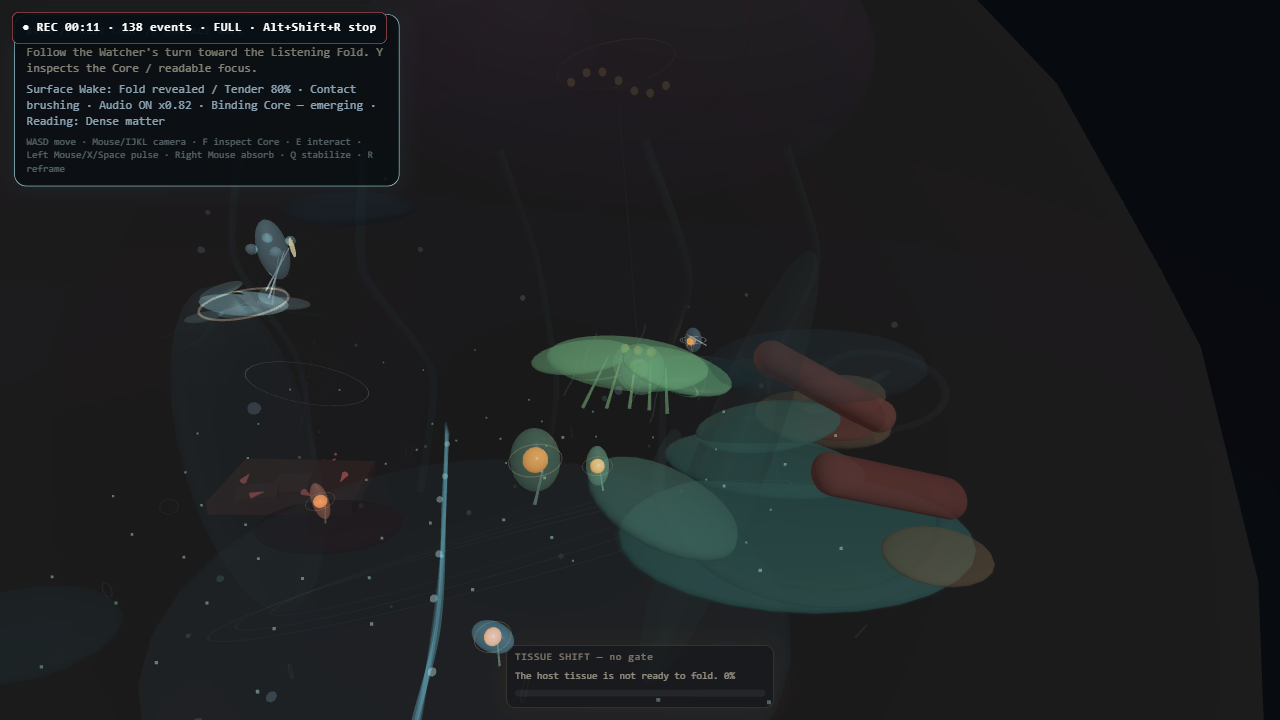 ● REC 00:11 · 138 events · FULL · Alt+Shift+R stop
Follow the Watcher's turn toward the Listening Fold. Y
inspects the Core / readable focus.
Surface Wake: Fold revealed / Tender 80% · Contact
brushing · Audio ON x0.82 · Binding Core — emerging ·
Reading: Dense matter
WASD move · Mouse/IJKL camera · F inspect Core · E interact ·
Left Mouse/X/Space pulse · Right Mouse absorb · Q stabilize · R
reframe
TISSUE SHIFT — no gate
The host tissue is not ready to fold. 0%